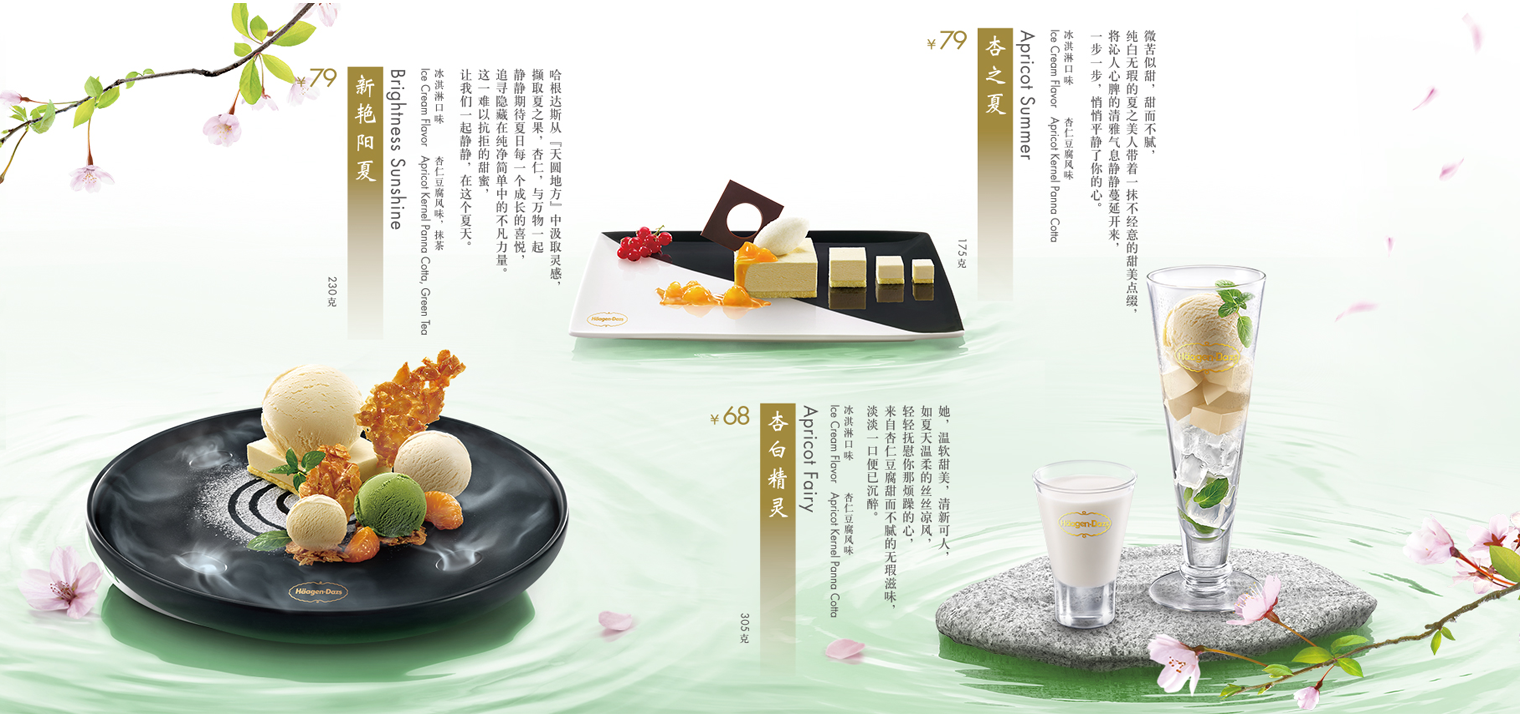 ¥79
新艳阳夏
Brightness Sunshine
冰淇淋口味 杏仁豆腐风味，抹茶
Ice Cream Flavor Apricot Kernel Panna Cotta, Green Tea
230克
哈根达斯从『天圆地方』中汲取灵感，
撷取夏之果，杏仁，与万物一起
静静期待夏日每一个成长的喜悦，
追寻隐藏在纯净简单中的不凡力量。
这一难以抗拒的甜蜜，
让我们一起静静，在这个夏天。
Häagen-Dazs
¥79
杏之夏
Apricot Summer
冰淇淋口味 杏仁豆腐风味
Ice Cream Flavor Apricot Kernel Panna Cotta
175克
微苦似甜，甜而不腻，
纯白无瑕的夏之美人带着一抹不经意的甜美点缀，
将沁人心脾的清雅气息静静蔓延开来，
一步一步，悄悄平静了你的心。
Häagen-Dazs
¥68
杏白精灵
Apricot Fairy
冰淇淋口味 杏仁豆腐风味
Ice Cream Flavor Apricot Kernel Panna Cotta
305克
她，温软甜美，清新可人，
如夏天温柔的丝丝凉风，
轻轻抚慰你那烦躁的心，
来自杏仁豆腐甜而不腻的无瑕滋味，
淡淡一口便已沉醉。
Häagen-Dazs
Häagen-Dazs